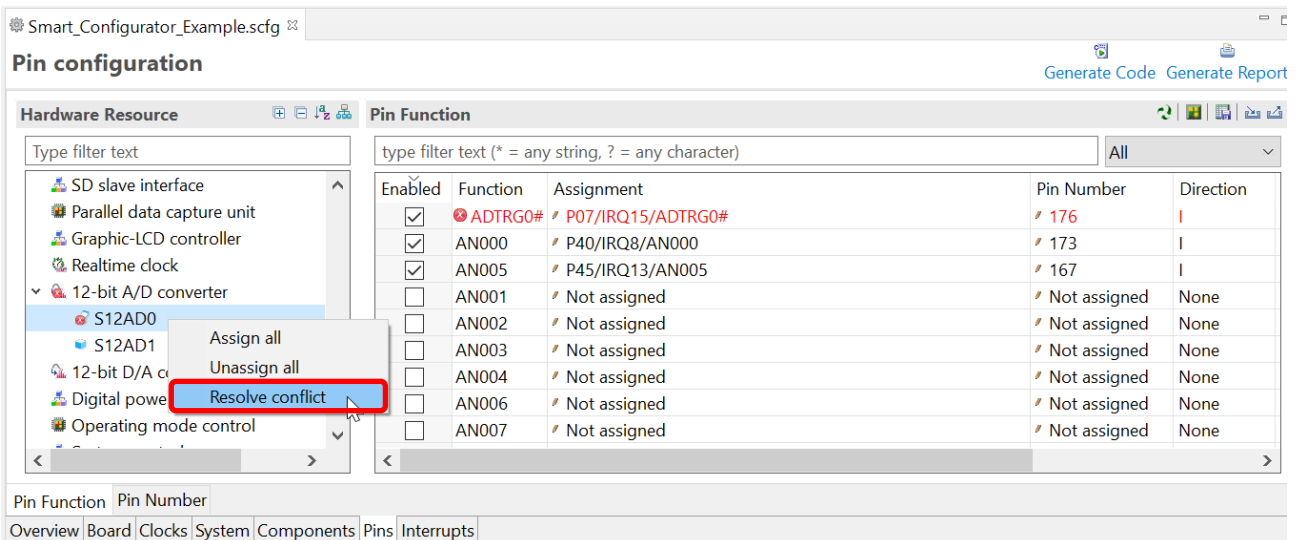 Smart_Configurator_Example.scfg
Pin configuration
Generate Code Generate Report
Hardware Resource
Pin Function
Type filter text
type filter text (* = any string, ? = any character)
All
SD slave interface
Parallel data capture unit
Graphic-LCD controller
Realtime clock
12-bit A/D converter
S12AD0
S12AD1
12-bit D/A co
Digital powe
Operating mode control
Assign all
Unassign all
Resolve conflict
Enabled Function Assignment Pin Number Direction
ADTRG0# P07/IRQ15/ADTRG0# 176 I
AN000 P40/IRQ8/AN000 173 I
AN005 P45/IRQ13/AN005 167 I
AN001 Not assigned Not assigned None
AN002 Not assigned Not assigned None
AN003 Not assigned Not assigned None
AN004 Not assigned Not assigned None
AN006 Not assigned Not assigned None
AN007 Not assigned Not assigned None
Pin Function Pin Number
Overview Board Clocks System Components Pins Interrupts